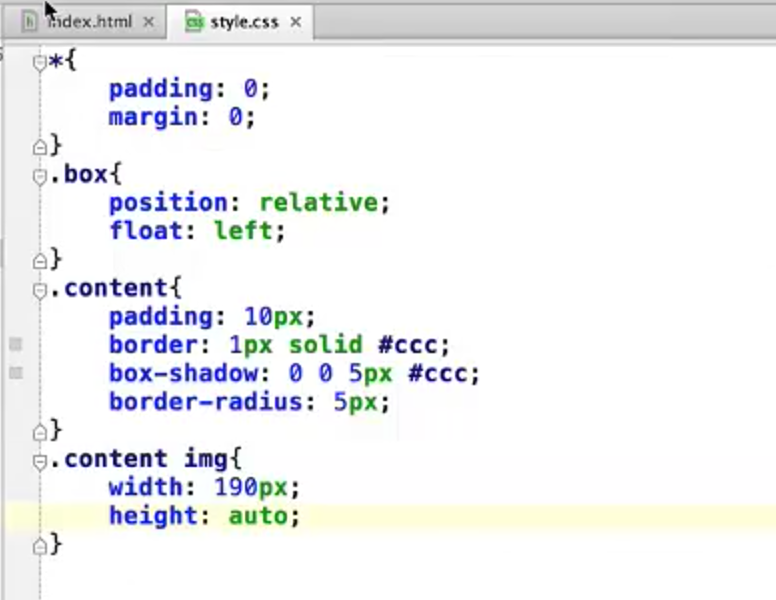 index.html
style.css
*{
padding: 0;
margin: 0;
}
.box{
position: relative;
float: left;
}
.content{
padding: 10px;
border: 1px solid #ccc;
box-shadow: 0 0 5px #ccc;
border-radius: 5px;
}
.content img{
width: 190px;
height: auto;
}